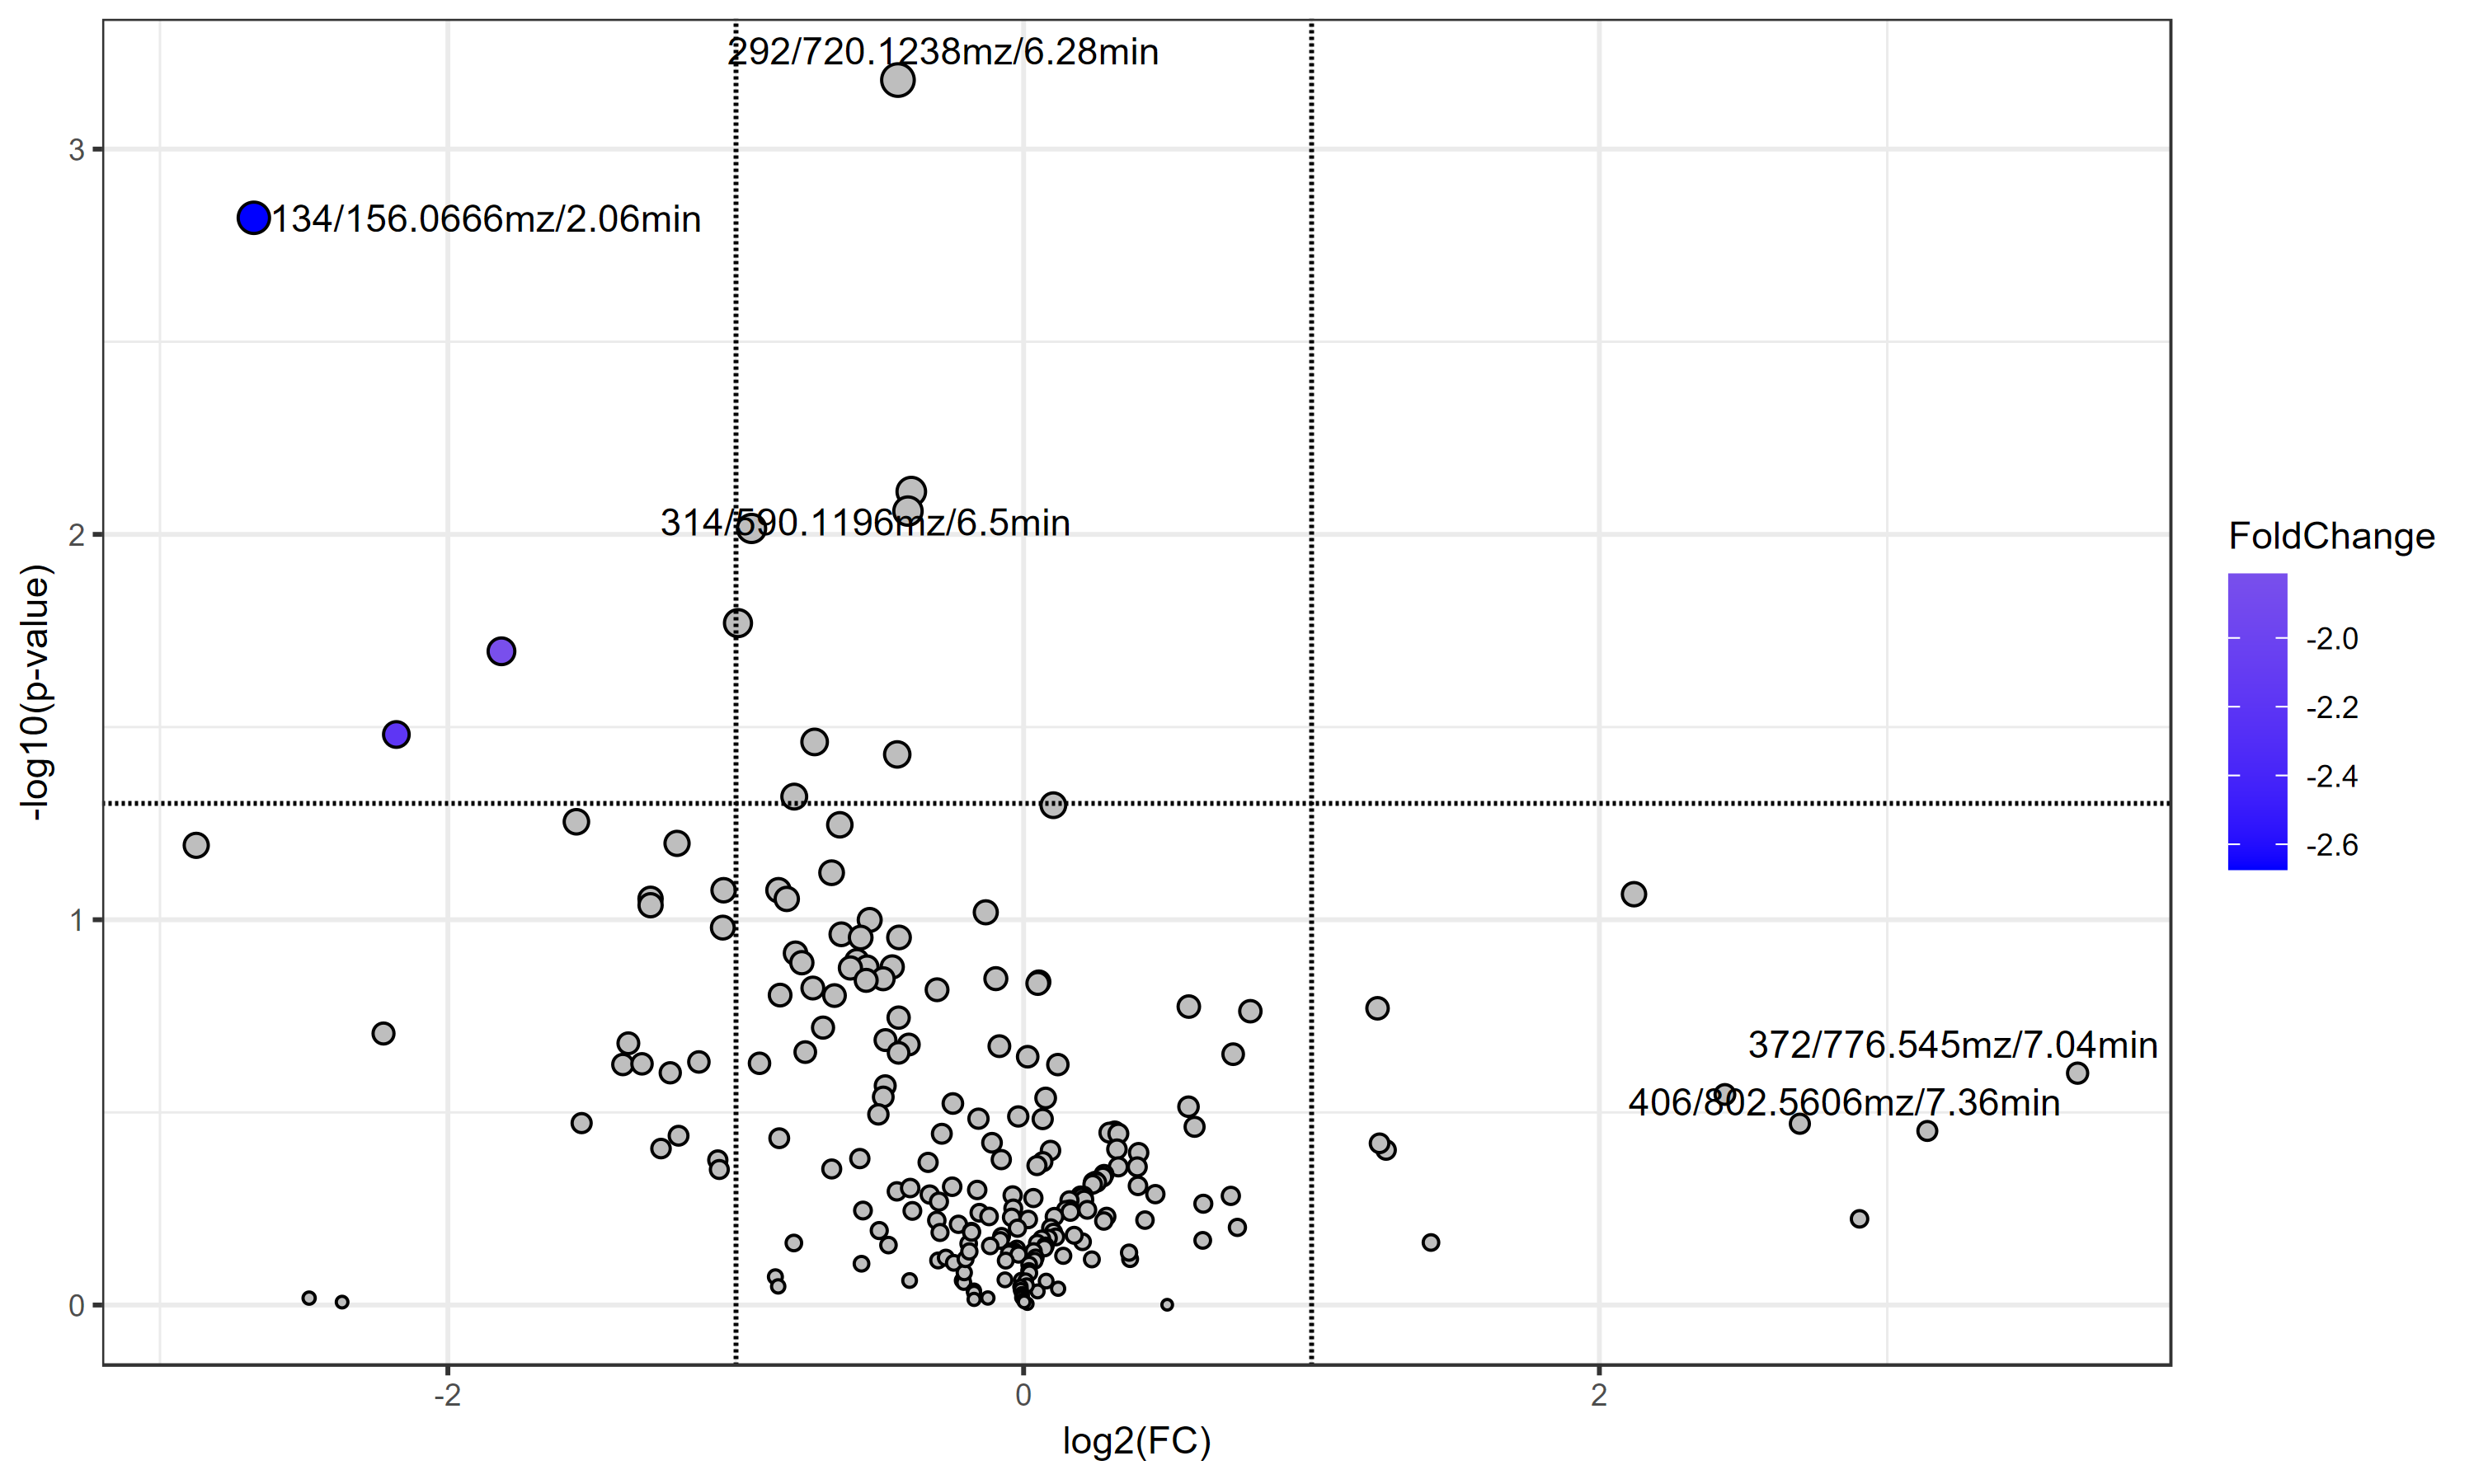 292/720.1238mz/6.28min
3
134/156.0666mz/2.06min
314/590.1196mz/6.5min
2
FoldChange
-2.0
-2.2
-2.4
-2.6
-log10(p-value)
1
372/776.545mz/7.04min
406/802.5606mz/7.36min
0
-2
0
2
log2(FC)